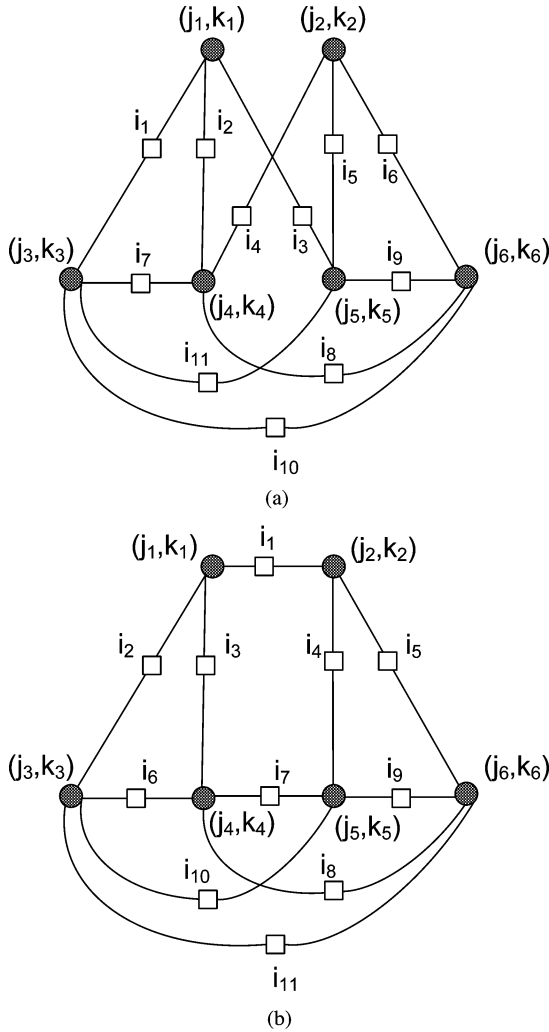 (j₁,k₁) (j₂,k₂)
i₁ i₂ i₅ i₆
i₄ i₃
(j₃,k₃) i₇ i₉ (j₆,k₆)
(j₄,k₄) (j₅,k₅)
i₁₁ i₈
i₁₀
(a)
i₁
(j₁,k₁) (j₂,k₂)
i₂ i₃ i₄ i₅
(j₃,k₃) i₆ i₇ i₉ (j₆,k₆)
(j₄,k₄) (j₅,k₅)
i₁₀ i₈
i₁₁
(b)